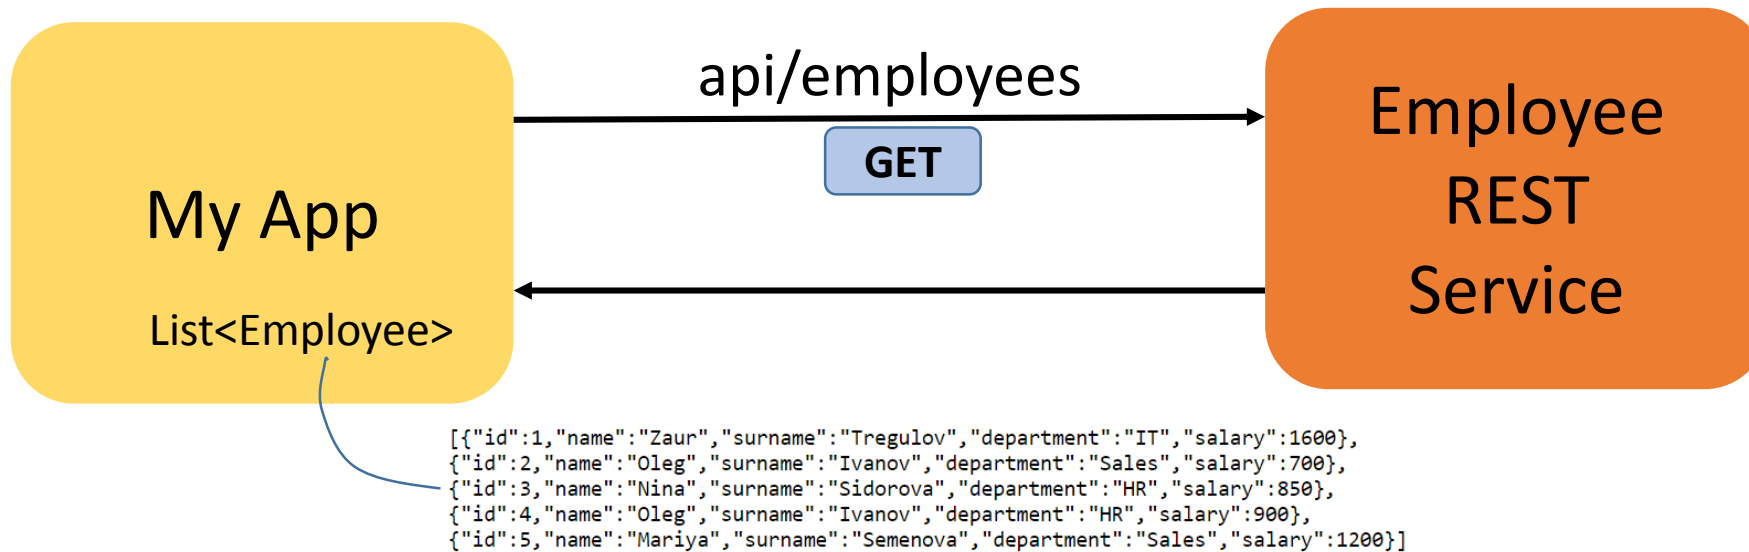 api/employees
GET
My App
List<Employee>
Employee
REST
Service
[{"id":1,"name":"Zaur","surname":"Tregulov","department":"IT","salary":1600},
{"id":2,"name":"Oleg","surname":"Ivanov","department":"Sales","salary":700},
{"id":3,"name":"Nina","surname":"Sidorova","department":"HR","salary":850},
{"id":4,"name":"Oleg","surname":"Ivanov","department":"HR","salary":900},
{"id":5,"name":"Mariya","surname":"Semenova","department":"Sales","salary":1200}]